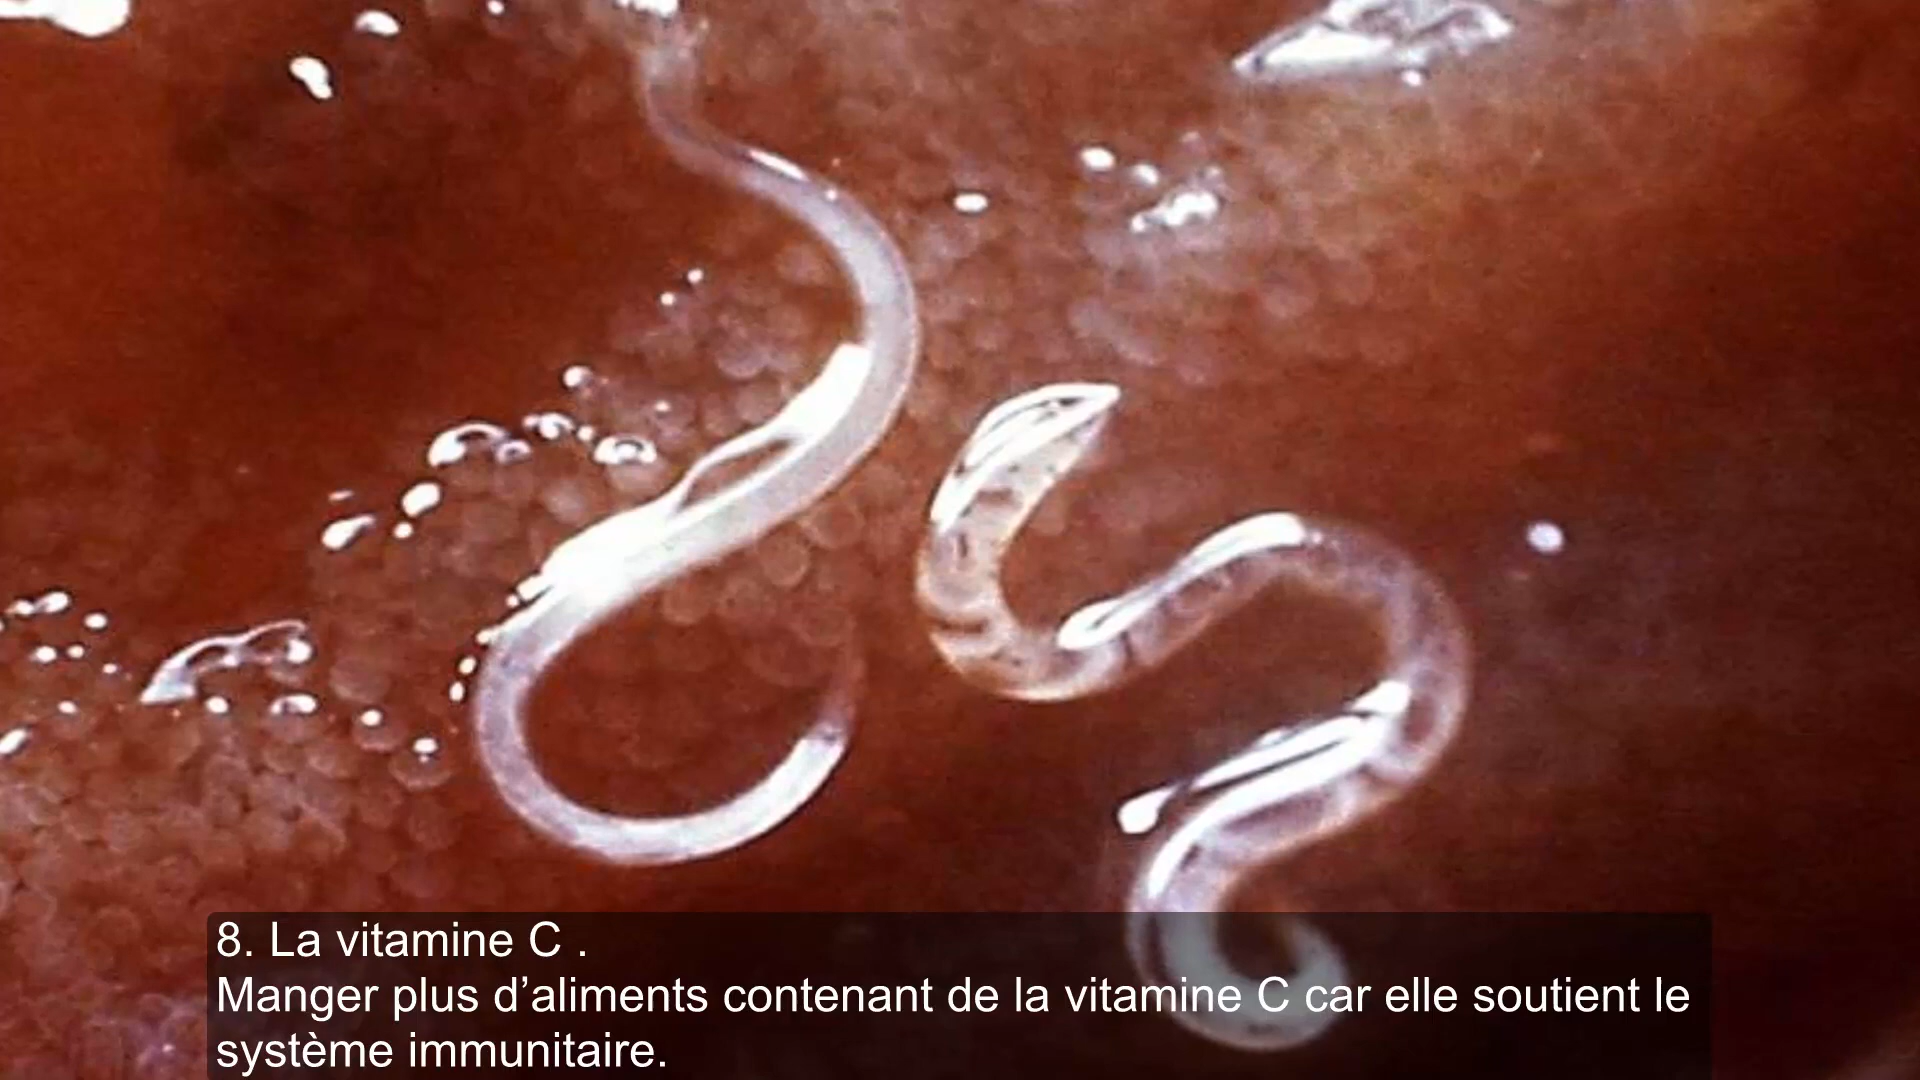 8. La vitamine C .
Manger plus d’aliments contenant de la vitamine C car elle soutient le
système immunitaire.